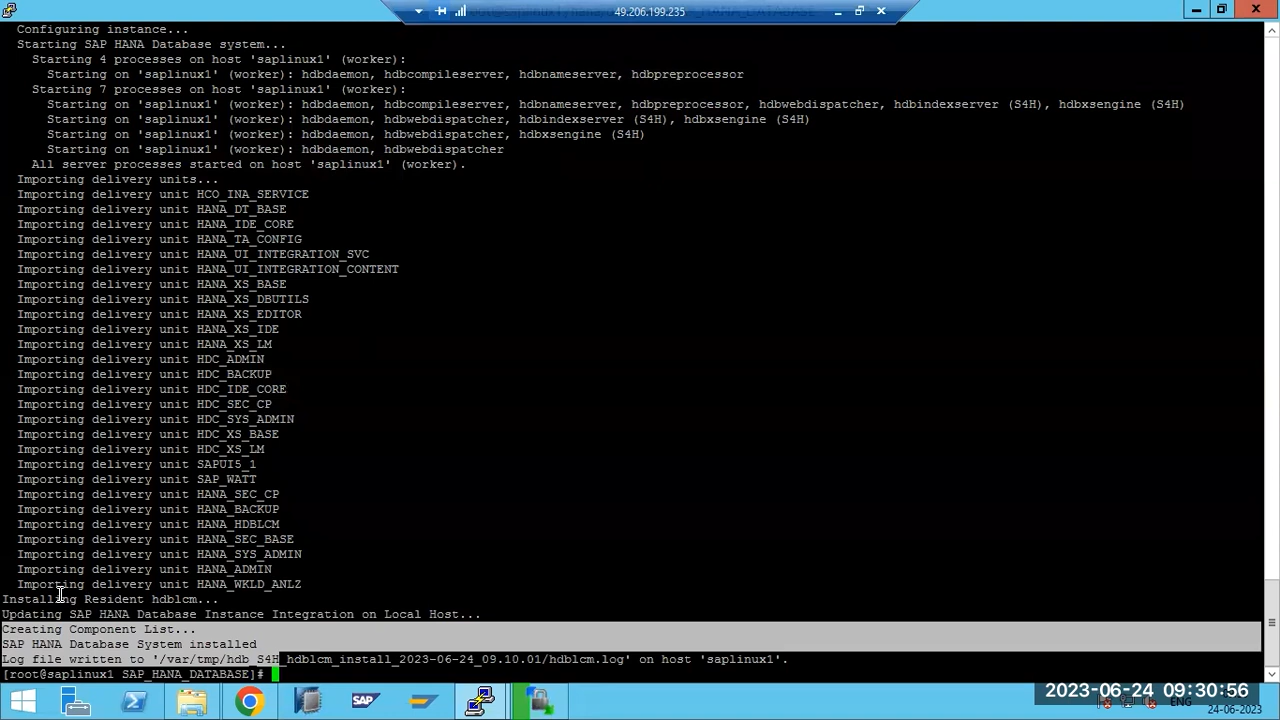 49.206.199.235
Configuring instance...
Starting SAP HANA Database system...
Starting 4 processes on host 'saplinux1' (worker):
Starting on 'saplinux1' (worker): hdbdaemon, hdbcompileserver, hdbnameserver, hdbpreprocessor
Starting 7 processes on host 'saplinux1' (worker):
Starting on 'saplinux1' (worker): hdbdaemon, hdbcompileserver, hdbnameserver, hdbpreprocessor, hdbwebdispatcher, hdbindexserver (S4H), hdbxsengine (S4H)
Starting on 'saplinux1' (worker): hdbdaemon, hdbwebdispatcher, hdbindexserver (S4H), hdbxsengine (S4H)
Starting on 'saplinux1' (worker): hdbdaemon, hdbwebdispatcher, hdbxsengine (S4H)
Starting on 'saplinux1' (worker): hdbdaemon, hdbwebdispatcher
All server processes started on host 'saplinux1' (worker).
Importing delivery units...
Importing delivery unit HCO_INA_SERVICE
Importing delivery unit HANA_DT_BASE
Importing delivery unit HANA_IDE_CORE
Importing delivery unit HANA_TA_CONFIG
Importing delivery unit HANA_UI_INTEGRATION_SVC
Importing delivery unit HANA_UI_INTEGRATION_CONTENT
Importing delivery unit HANA_XS_BASE
Importing delivery unit HANA_XS_DBUTILS
Importing delivery unit HANA_XS_EDITOR
Importing delivery unit HANA_XS_IDE
Importing delivery unit HANA_XS_LM
Importing delivery unit HDC_ADMIN
Importing delivery unit HDC_BACKUP
Importing delivery unit HDC_IDE_CORE
Importing delivery unit HDC_SEC_CP
Importing delivery unit HDC_SYS_ADMIN
Importing delivery unit HDC_XS_BASE
Importing delivery unit HDC_XS_LM
Importing delivery unit SAPUI5_1
Importing delivery unit SAP_WATT
Importing delivery unit HANA_SEC_CP
Importing delivery unit HANA_BACKUP
Importing delivery unit HANA_HDBLCM
Importing delivery unit HANA_SEC_BASE
Importing delivery unit HANA_SYS_ADMIN
Importing delivery unit HANA_ADMIN
Importing delivery unit HANA_WKLD_ANLZ
Installing Resident hdblcm...
Updating SAP HANA Database Instance Integration on Local Host...
Creating Component List...
SAP HANA Database System installed
Log file written to '/var/tmp/hdb_S4H_hdblcm_install_2023-06-24_09.10.01/hdblcm.log' on host 'saplinux1'.
[root@saplinux1 SAP_HANA_DATABASE]#
SAP
2023-06-24 09:30:56
ENG
24-06-2023